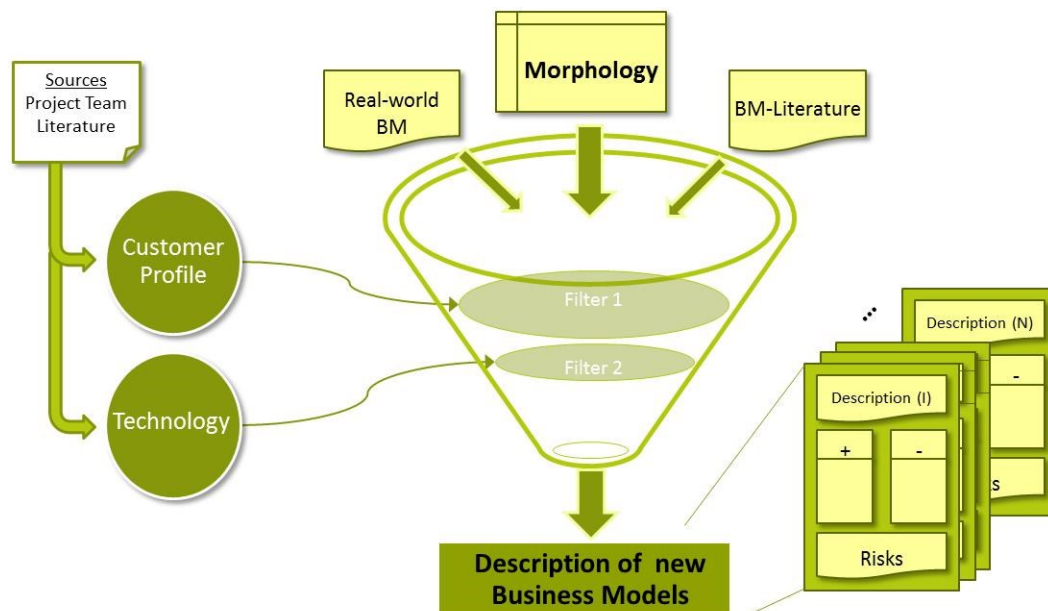 Sources
Project Team
Literature
Real-world
BM
Morphology
BM-Literature
Customer
Profile
Technology
Filter 1
Filter 2
Description (N)
-
Description (I)
+
-
Risks
Description of new
Business Models